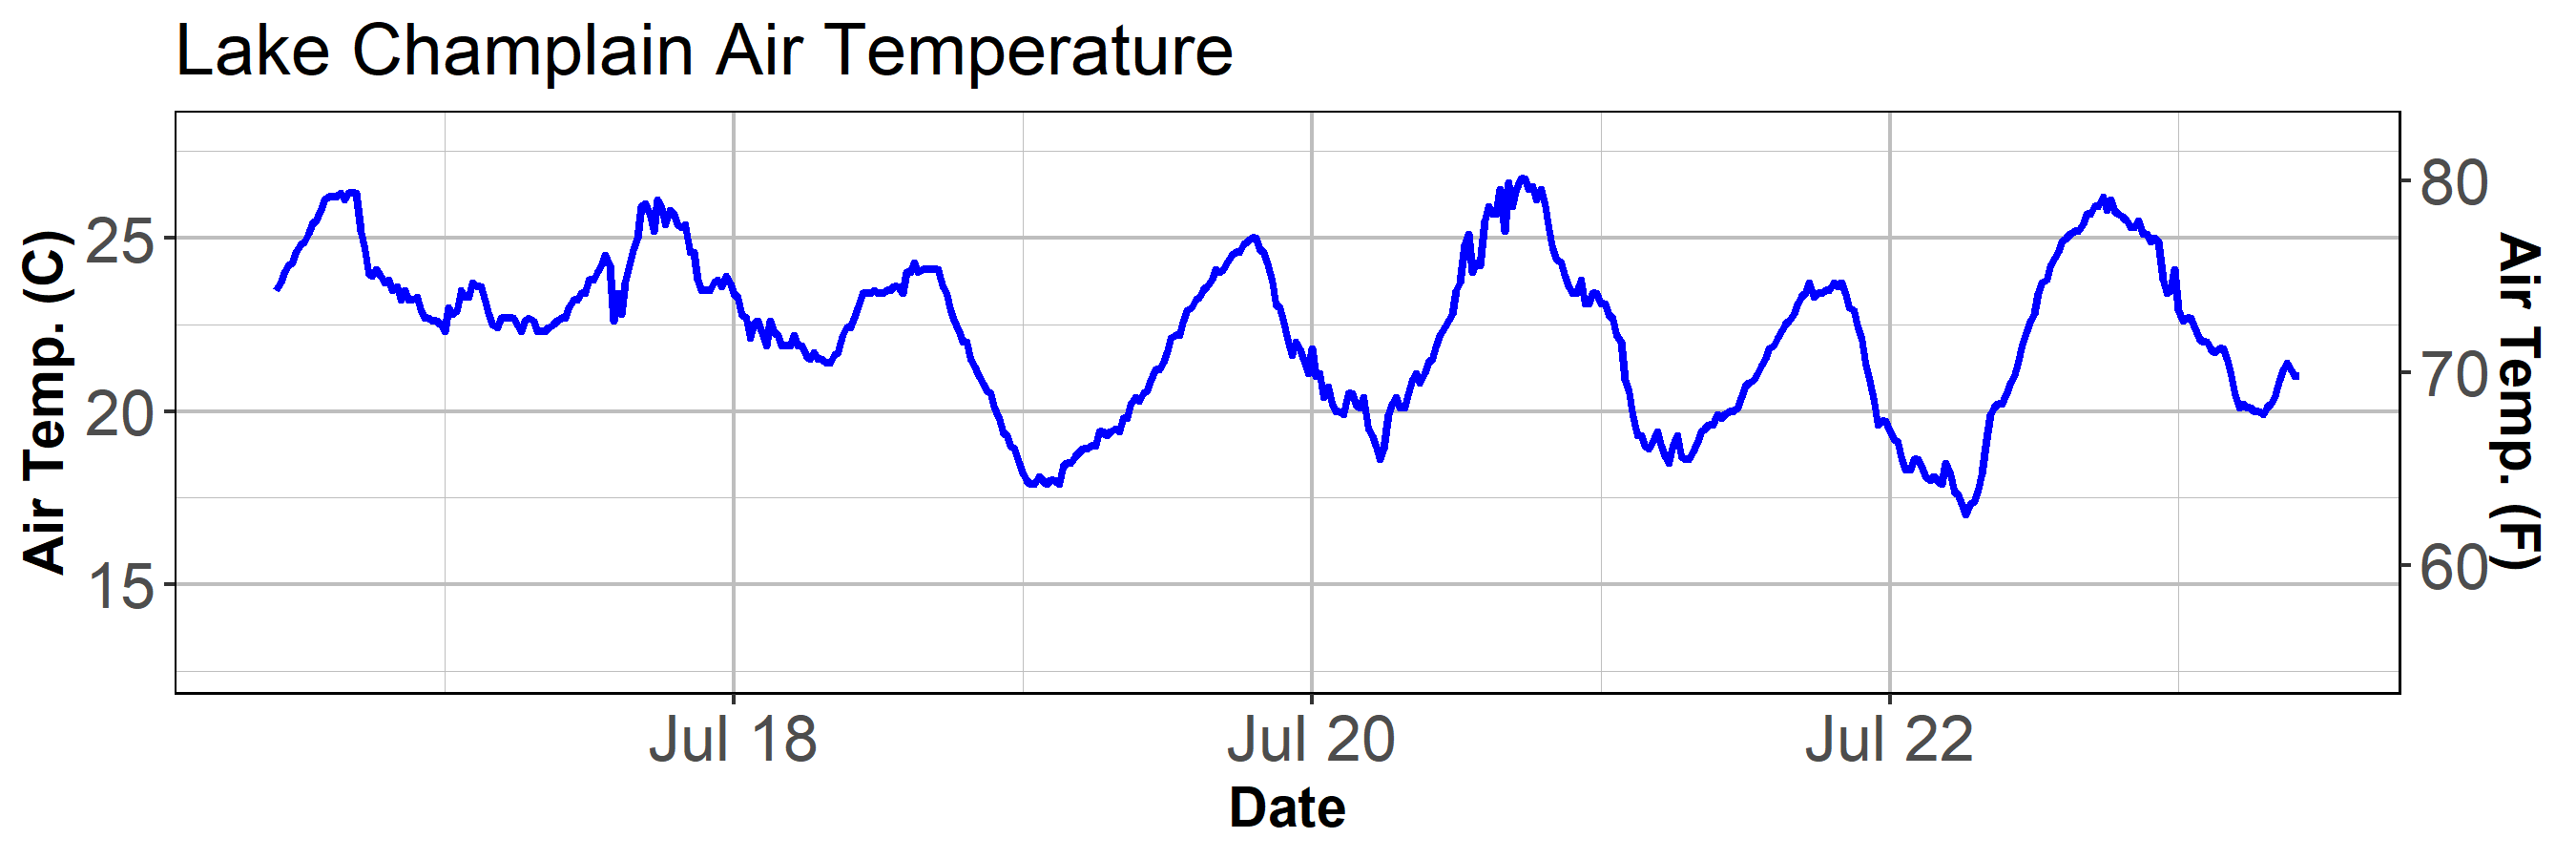 Lake Champlain Air Temperature
Air Temp. (C)
25
20
15
80
70
60
Air Temp. (F)
Jul 18
Jul 20
Jul 22
Date